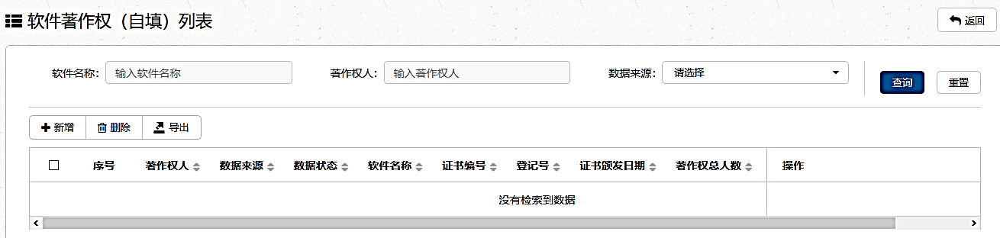 软件著作权（自填）列表
返回
软件名称: 输入软件名称 著作权人: 输入著作权人 数据来源: 请选择 查询 重置
新增 删除 导出
序号 著作权人 数据来源 数据状态 软件名称 证书编号 登记号 证书颁发日期 著作权总人数 操作
没有检索到数据